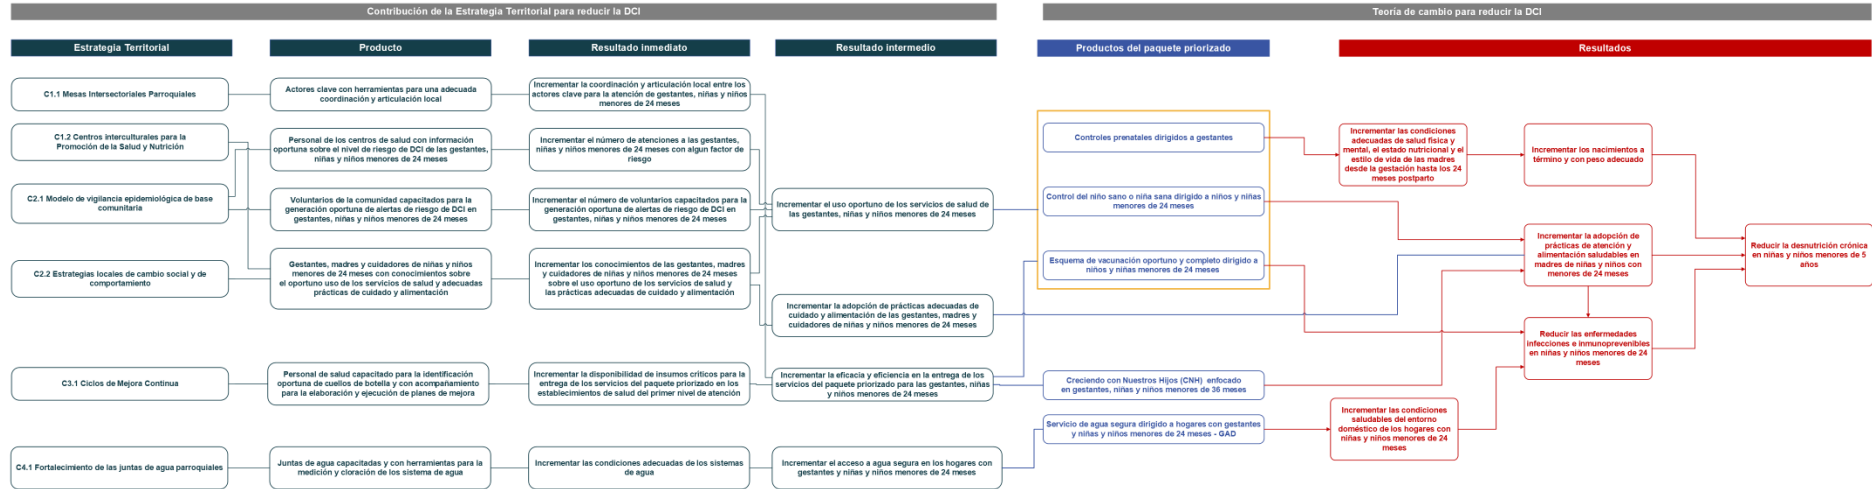 Contribución de la Estrategia Territorial para reducir la DCI
Teoría de cambio para reducir la DCI
Estrategia Territorial
Producto
Resultado inmediato
Resultado intermedio
Productos del paquete priorizado
Resultados
C1.1 Mesas Intersectoriales Parroquiales
Actores clave con herramientas para una adecuada
coordinación y articulación local
Incrementar la coordinación y articulación local entre los
actores clave para la atención de gestantes, niñas y niños
menores de 24 meses
C1.2 Centros interculturales para la
Promoción de la Salud y Nutrición
Personal de los centros de salud con información
oportuna sobre el nivel de riesgo de DCI de las gestantes,
niñas y niños menores de 24 meses
Incrementar el número de atenciones a las gestantes,
niñas y niños menores de 24 meses con algun factor de
riesgo
C2.1 Modelo de vigilancia epidemiológica de base
comunitaria
Voluntarios de la comunidad capacitados para la
generación oportuna de alertas de riesgo de DCI en
gestantes, niñas y niños menores de 24 meses
Incrementar el número de voluntarios capacitados para la
generación oportuna de alertas de riesgo de DCI en
gestantes, niñas y niños menores de 24 meses
C2.2 Estrategias locales de cambio social y de
comportamiento
Gestantes, madres y cuidadores de niñas y niños
menores de 24 meses con conocimientos sobre
el oportuno uso de los servicios de salud y adecuadas
prácticas de cuidado y alimentación
Incrementar los conocimientos de las gestantes, madres
y cuidadores de niñas y niños menores de 24 meses
sobre el uso oportuno de los servicios de salud y
las prácticas adecuadas de cuidado y alimentación
C3.1 Ciclos de Mejora Continua
Personal de salud capacitado para la identificación
oportuna de cuellos de botella y con acompañamiento
para la elaboración y ejecución de planes de mejora
Incrementar la disponibilidad de insumos críticos para la
entrega de los servicios del paquete priorizado en los
establecimientos de salud del primer nivel de atención
C4.1 Fortalecimiento de las juntas de agua parroquiales
Juntas de agua capacitadas y con herramientas para la
medición y cloración de los sistema de agua
Incrementar las condiciones adecuadas de los sistemas
de agua
Incrementar el uso oportuno de los servicios de salud de
las gestantes, niñas y niños menores de 24 meses
Incrementar la adopción de prácticas adecuadas de
cuidado y alimentación de las gestantes, madres y
cuidadores de niñas y niños menores de 24 meses
Incrementar la eficacia y eficiencia en la entrega de los
servicios del paquete priorizado para las gestantes, niñas
y niños menores de 24 meses
Incrementar el acceso a agua segura en los hogares con
gestantes y niñas y niños menores de 24 meses
Controles prenatales dirigidos a gestantes
Control del niño sano o niña sana dirigido a niños y niñas
menores de 24 meses
Esquema de vacunación oportuno y completo dirigido a
niños y niñas menores de 24 meses
Creciendo con Nuestros Hijos (CNH) enfocado
en gestantes, niñas y niños menores de 36 meses
Servicio de agua segura dirigido a hogares con gestantes
y niñas y niños menores de 24 meses - GAD
Incrementar las condiciones
adecuadas de salud física y
mental, el estado nutricional y el
estilo de vida de las madres
desde la gestación hasta los 24
meses postparto
Incrementar los nacimientos a
término y con peso adecuado
Incrementar la adopción de
prácticas de atención y
alimentación saludables en
madres de niñas y niños con
menores de 24 meses
Reducir las enfermedades
infecciones e inmunoprevenibles
en niñas y niños menores de 24
meses
Incrementar las condiciones
saludables del entorno
doméstico de los hogares con
niñas y niños menores de 24
meses
Reducir la desnutrición crónica
en niñas y niños menores de 5
años